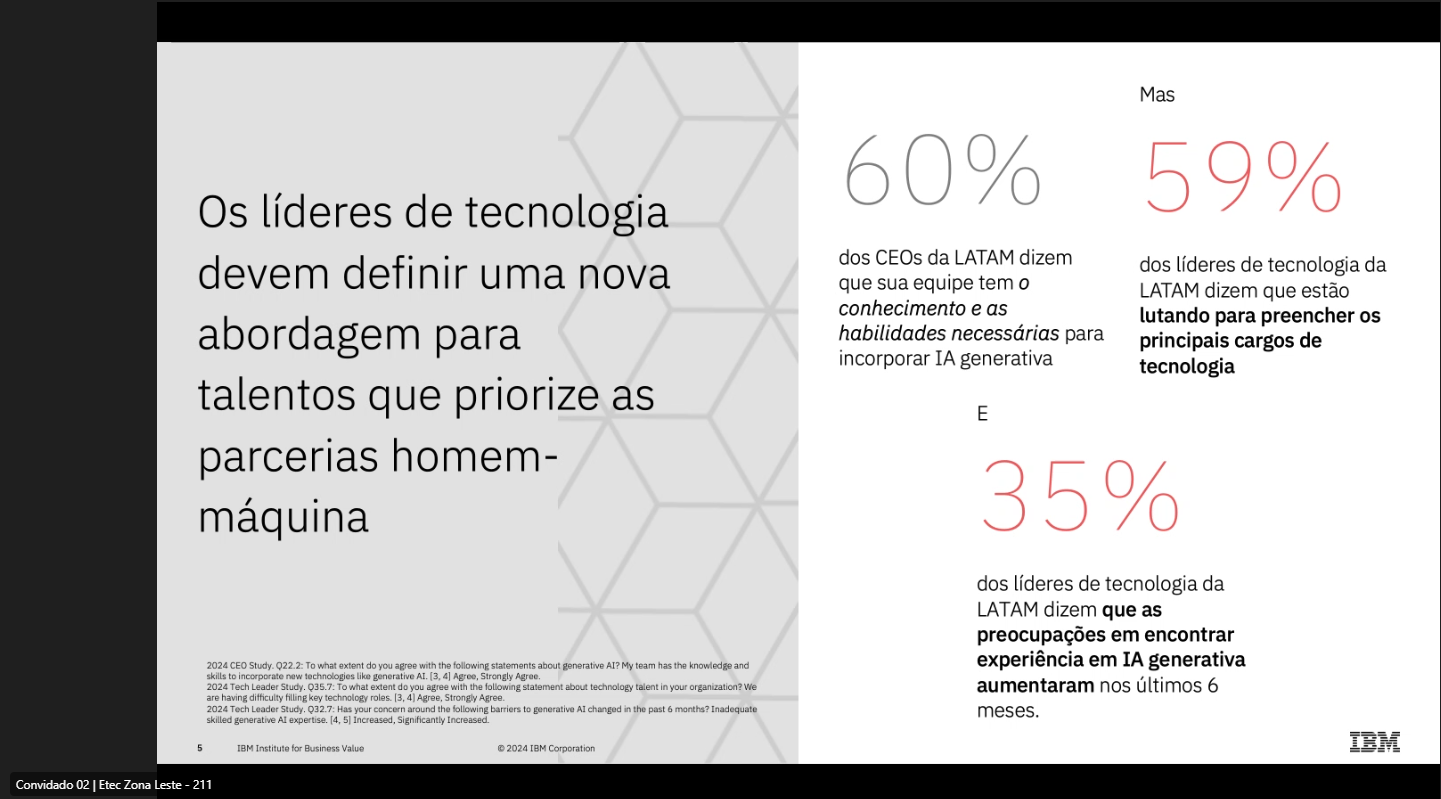 Os líderes de tecnologia
devem definir uma nova
abordagem para
talentos que priorize as
parcerias homem-
máquina
2024 CEO Study. Q22.2: To what extent do you agree with the following statements about generative AI? My team has the knowledge and
skills to incorporate new technologies like generative AI. [3, 4] Agree, Strongly Agree.
2024 Tech Leader Study. Q35.7: To what extent do you agree with the following statement about technology talent in your organization? We
are having difficulty filling key technology roles. [3, 4] Agree, Strongly Agree.
2024 Tech Leader Study. Q32.7: Has your concern around the following barriers to generative AI changed in the past 6 months? Inadequate
skilled generative AI expertise. [4, 5] Increased, Significantly Increased.
5 IBM Institute for Business Value © 2024 IBM Corporation
60%
dos CEOs da LATAM dizem
que sua equipe tem o
conhecimento e as
habilidades necessárias para
incorporar IA generativa
Mas
59%
dos líderes de tecnologia da
LATAM dizem que estão
lutando para preencher os
principais cargos de
tecnologia
E
35%
dos líderes de tecnologia da
LATAM dizem que as
preocupações em encontrar
experiência em IA generativa
aumentaram nos últimos 6
meses.
IBM
Convidado 02 | Etec Zona Leste - 211